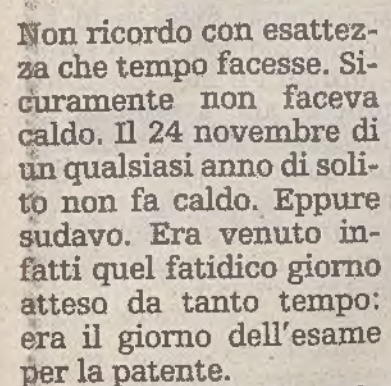 Non ricordo con esattez-
za che tempo facesse. Si-
curamente non faceva
caldo. Il 24 novembre di
un qualsiasi anno di soli-
to non fa caldo. Eppure
sudavo. Era venuto in-
fatti quel fatidico giorno
atteso da tanto tempo:
era il giorno dell'esame
per la patente.